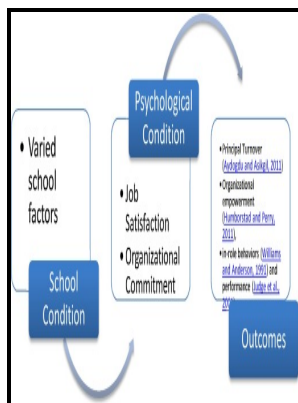 • Varied
school
factors
School
Condition
Psychological
Condition
• Job
Satisfaction
• Organizational
Commitment
• Principal Turnover
(Aydogdu and Asikgil, 2011)
• Organizational
empowerment
(Humborstad and Perry,
2011),
• in-role behaviors (Williams
and Anderson, 1991) and
performance (Judge et al.,
Outcomes